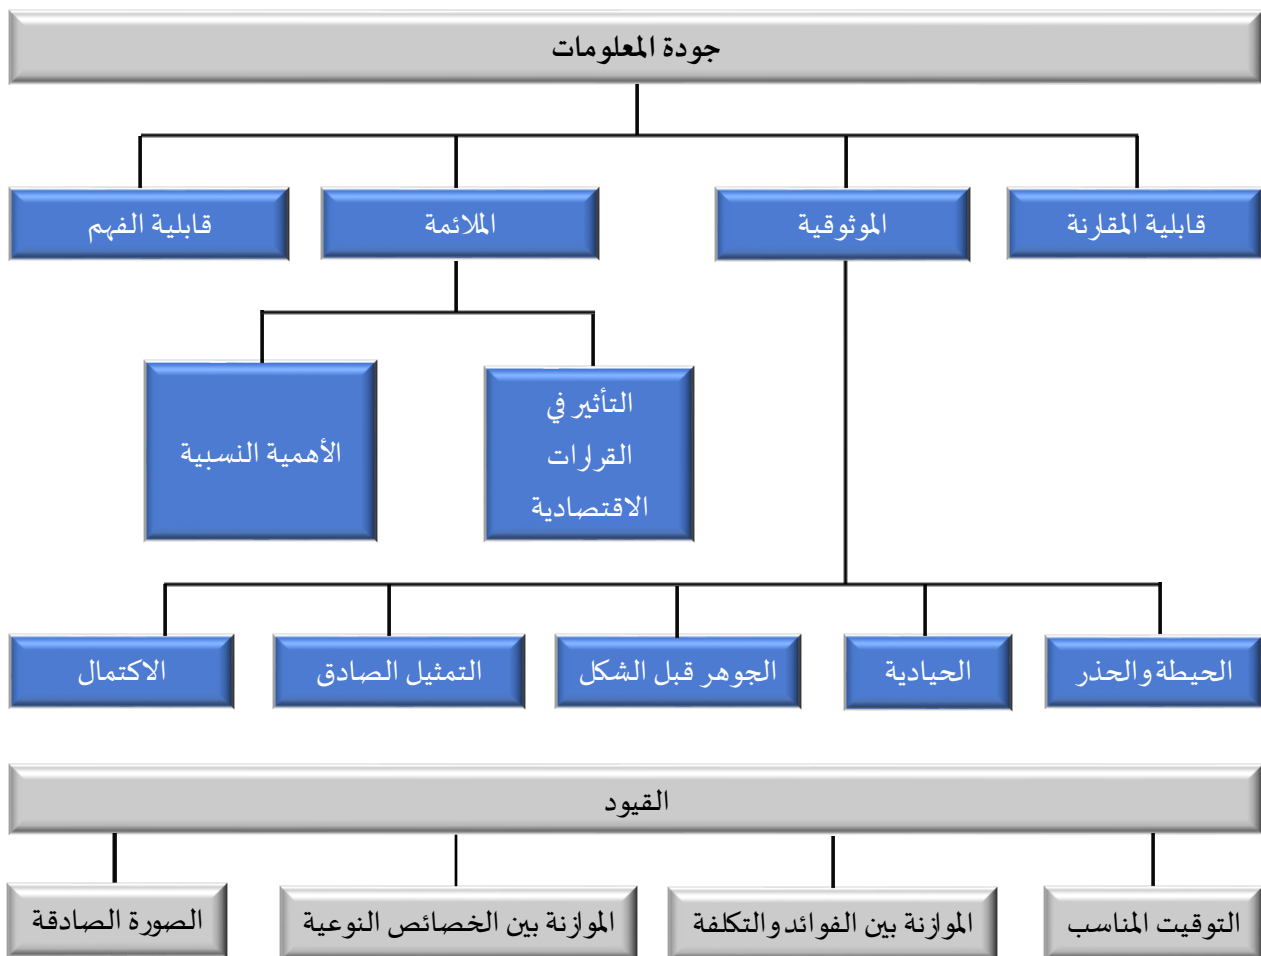 جودة المعلومات
قابلية المقارنة
الموثوقية
الملائمة
قابلية الفهم
التأثير في
القرارات
الاقتصادية
الأهمية النسبية
الحيطة والحذر
الحيادية
الجوهر قبل الشكل
التمثيل الصادق
الاكتمال
القيود
التوقيت المناسب
الموازنة بين الفوائد والتكلفة
الموازنة بين الخصائص النوعية
الصورة الصادقة